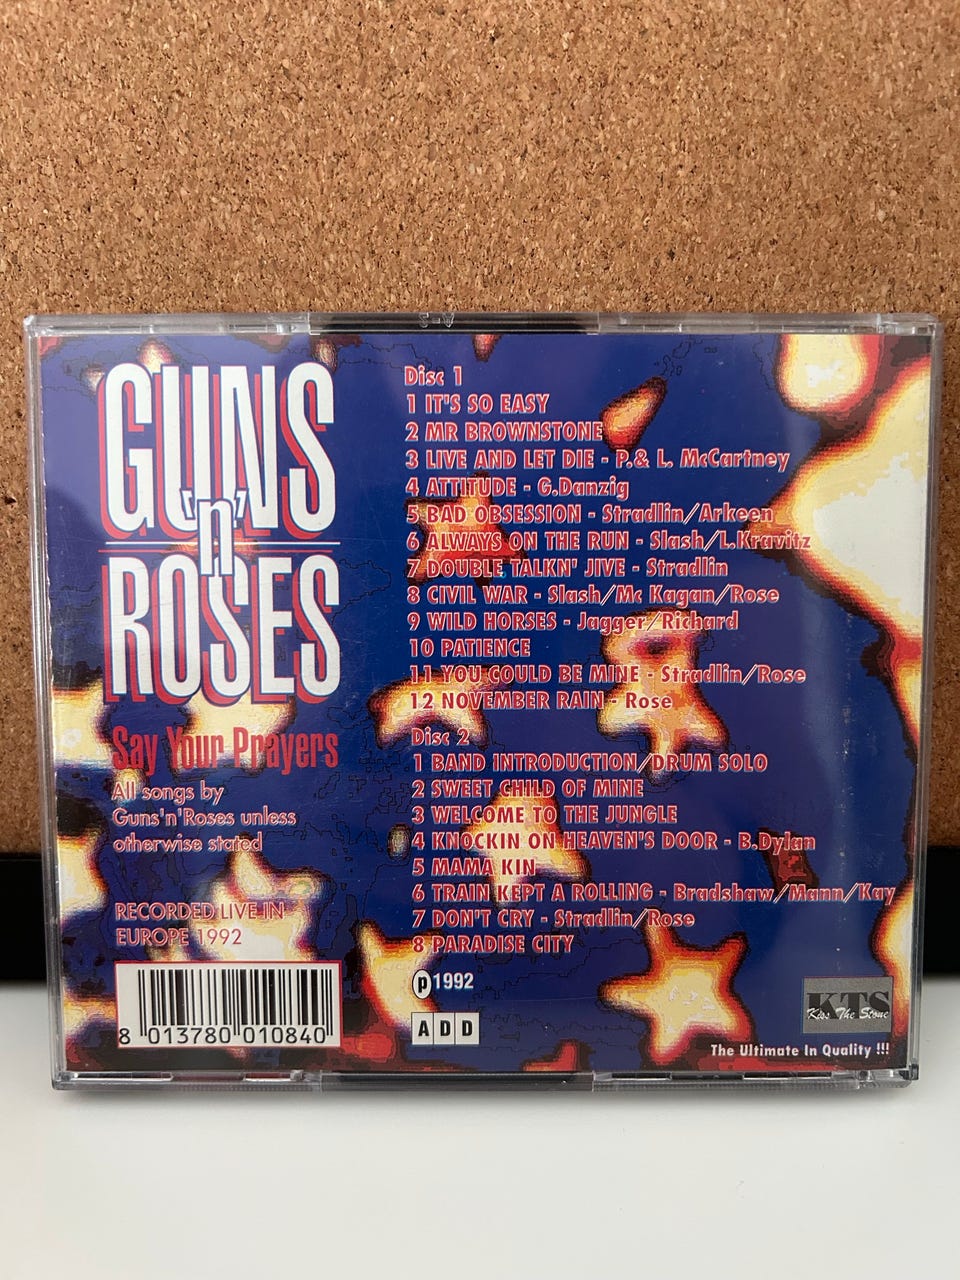 GUNS
'n'
ROSES
Say Your Prayers
All songs by
Guns'n'Roses unless
otherwise stated
RECORDED LIVE IN
EUROPE 1992
8 013780 010840
Disc 1
1 IT'S SO EASY
2 MR BROWNSTONE
3 LIVE AND LET DIE - P.& L. McCartney
4 ATTITUDE - G.Danzig
5 BAD OBSESSION - Stradlin/Arkeen
6 ALWAYS ON THE RUN - Slash/L.Kravitz
7 DOUBLE TALKN' JIVE - Stradlin
8 CIVIL WAR - Slash/Mc Kagan/Rose
9 WILD HORSES - Jagger/Richard
10 PATIENCE
11 YOU COULD BE MINE - Stradlin/Rose
12 NOVEMBER RAIN - Rose
Disc 2
1 BAND INTRODUCTION/DRUM SOLO
2 SWEET CHILD OF MINE
3 WELCOME TO THE JUNGLE
4 KNOCKIN ON HEAVEN'S DOOR - B.Dylan
5 MAMA KIN
6 TRAIN KEPT A ROLLING - Bradshaw/Mann/Kay
7 DON'T CRY - Stradlin/Rose
8 PARADISE CITY
℗ 1992
A D D
KTS
Kiss The Stone
The Ultimate In Quality !!!